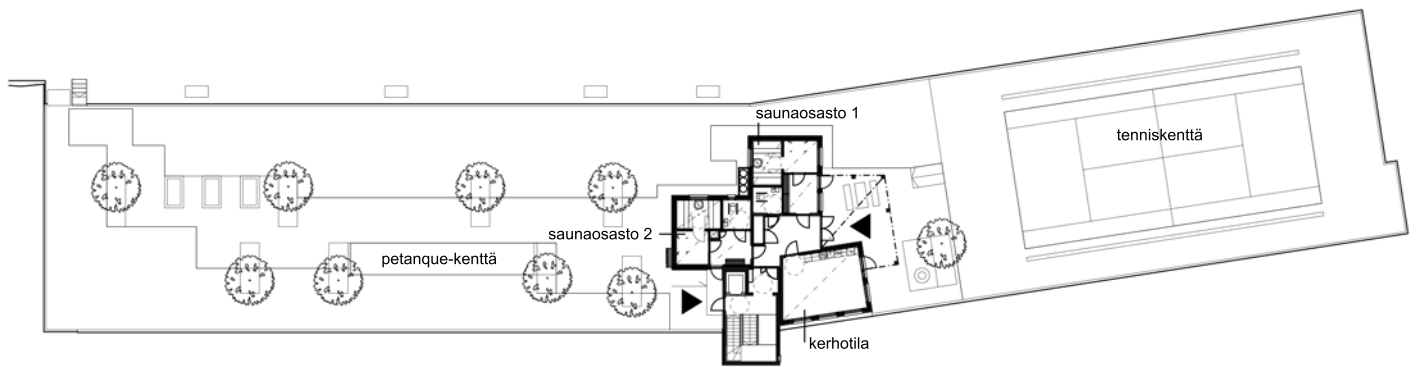 saunaosasto 1
tenniskenttä
saunaosasto 2
petanque-kenttä
kerhotila